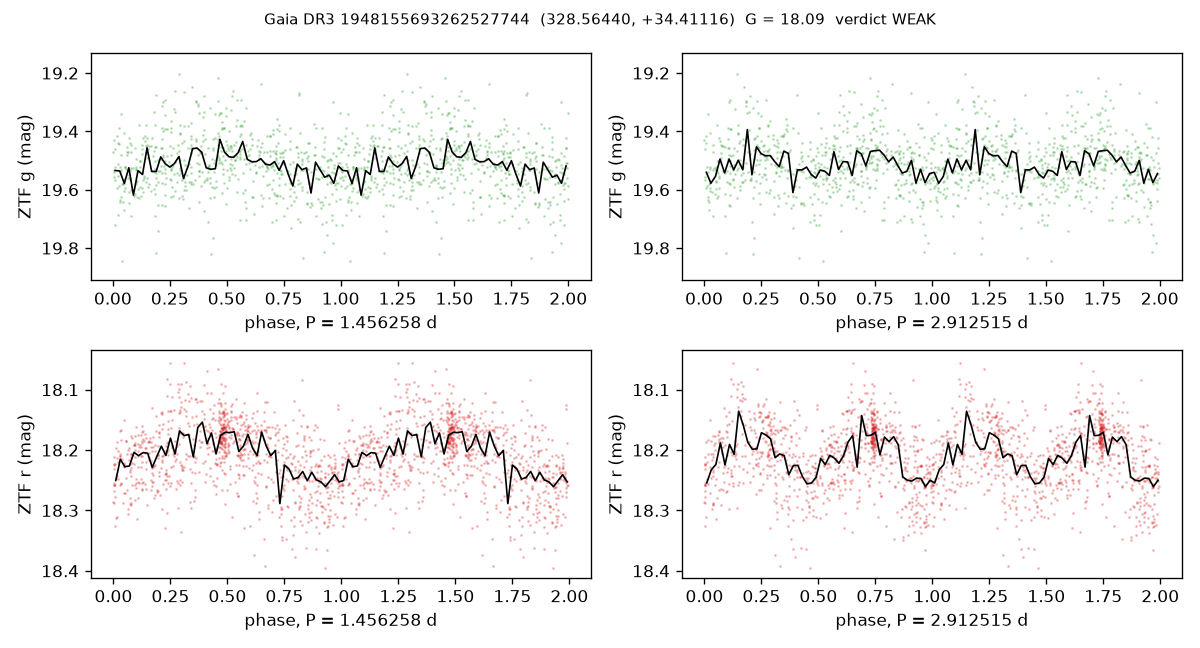 Gaia DR3 1948155693262527744 (328.56440, +34.41116) G = 18.09 verdict WEAK
ZTF g (mag)
19.2
19.4
19.6
19.8
0.00 0.25 0.50 0.75 1.00 1.25 1.50 1.75 2.00
phase, P = 1.456258 d
ZTF g (mag)
19.2
19.4
19.6
19.8
0.00 0.25 0.50 0.75 1.00 1.25 1.50 1.75 2.00
phase, P = 2.912515 d
ZTF r (mag)
18.1
18.2
18.3
18.4
0.00 0.25 0.50 0.75 1.00 1.25 1.50 1.75 2.00
phase, P = 1.456258 d
ZTF r (mag)
18.1
18.2
18.3
18.4
0.00 0.25 0.50 0.75 1.00 1.25 1.50 1.75 2.00
phase, P = 2.912515 d